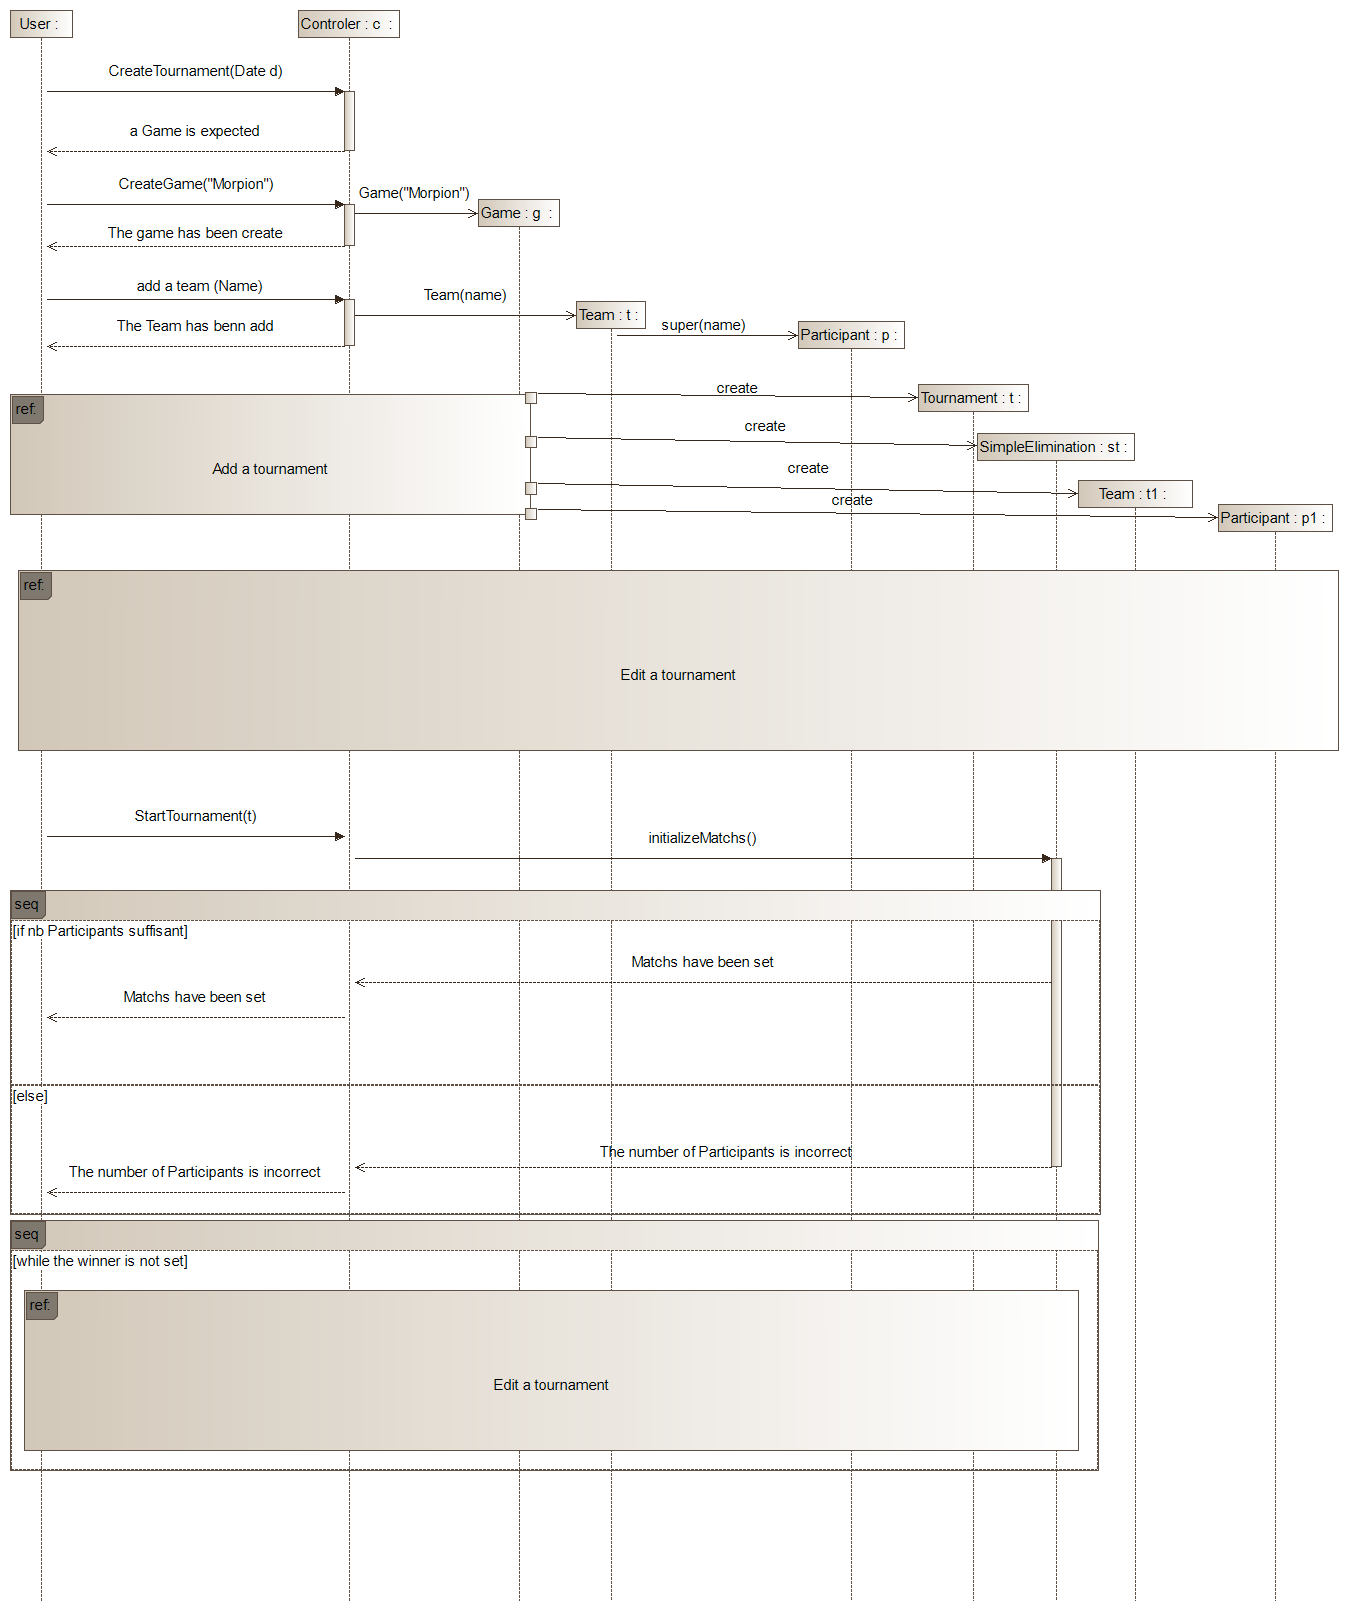 User :
Controler : c  :
CreateTournament(Date d)
a Game is expected
CreateGame("Morpion")
Game("Morpion")
Game : g  :
The game has been create
add a team (Name)
Team(name)
Team : t :
The Team has benn add
super(name)
Participant : p :
ref:
Add a tournament
create
Tournament : t :
create
SimpleElimination : st :
create
Team : t1 :
create
Participant : p1 :
ref:
Edit a tournament
StartTournament(t)
initializeMatchs()
seq
[if nb Participants suffisant]
Matchs have been set
Matchs have been set
[else]
The number of Participants is incorrect
The number of Participants is incorrect
seq
[while the winner is not set]
ref:
Edit a tournament